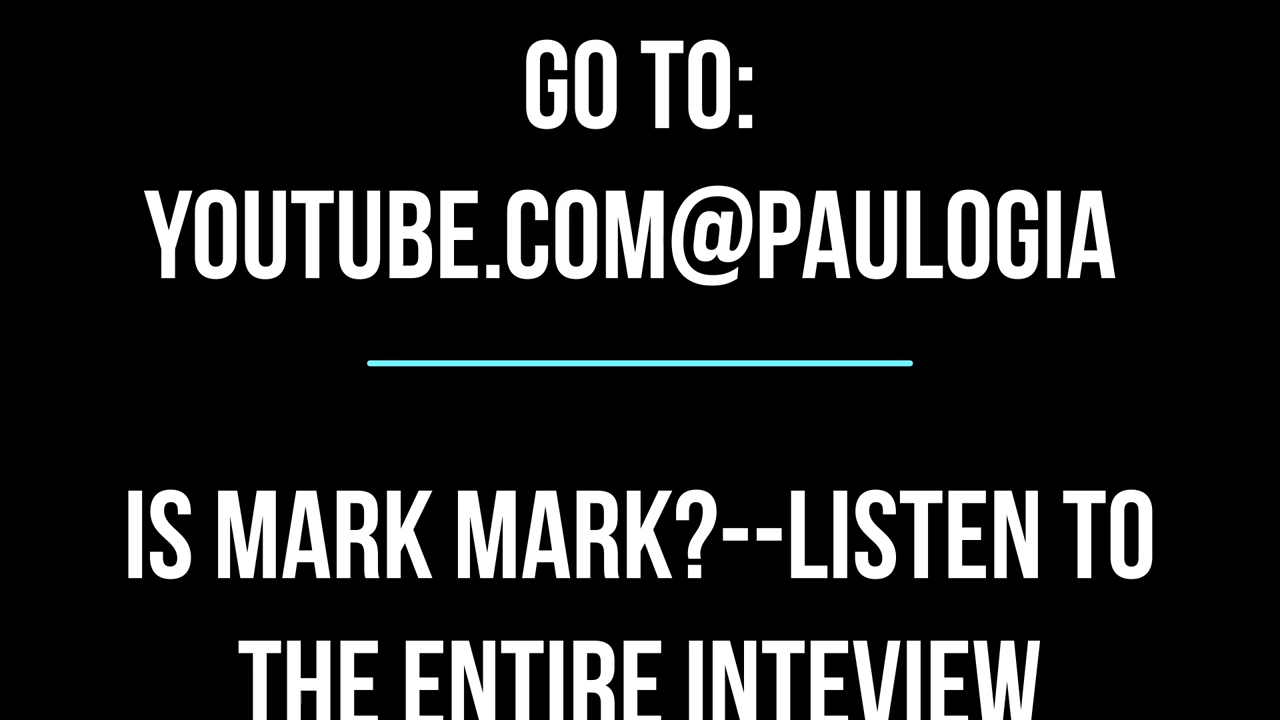 GO TO:
YOUTUBE.COM@PAULOGIA
IS MARK MARK?--LISTEN TO
THE ENTIRE INTEVIEW